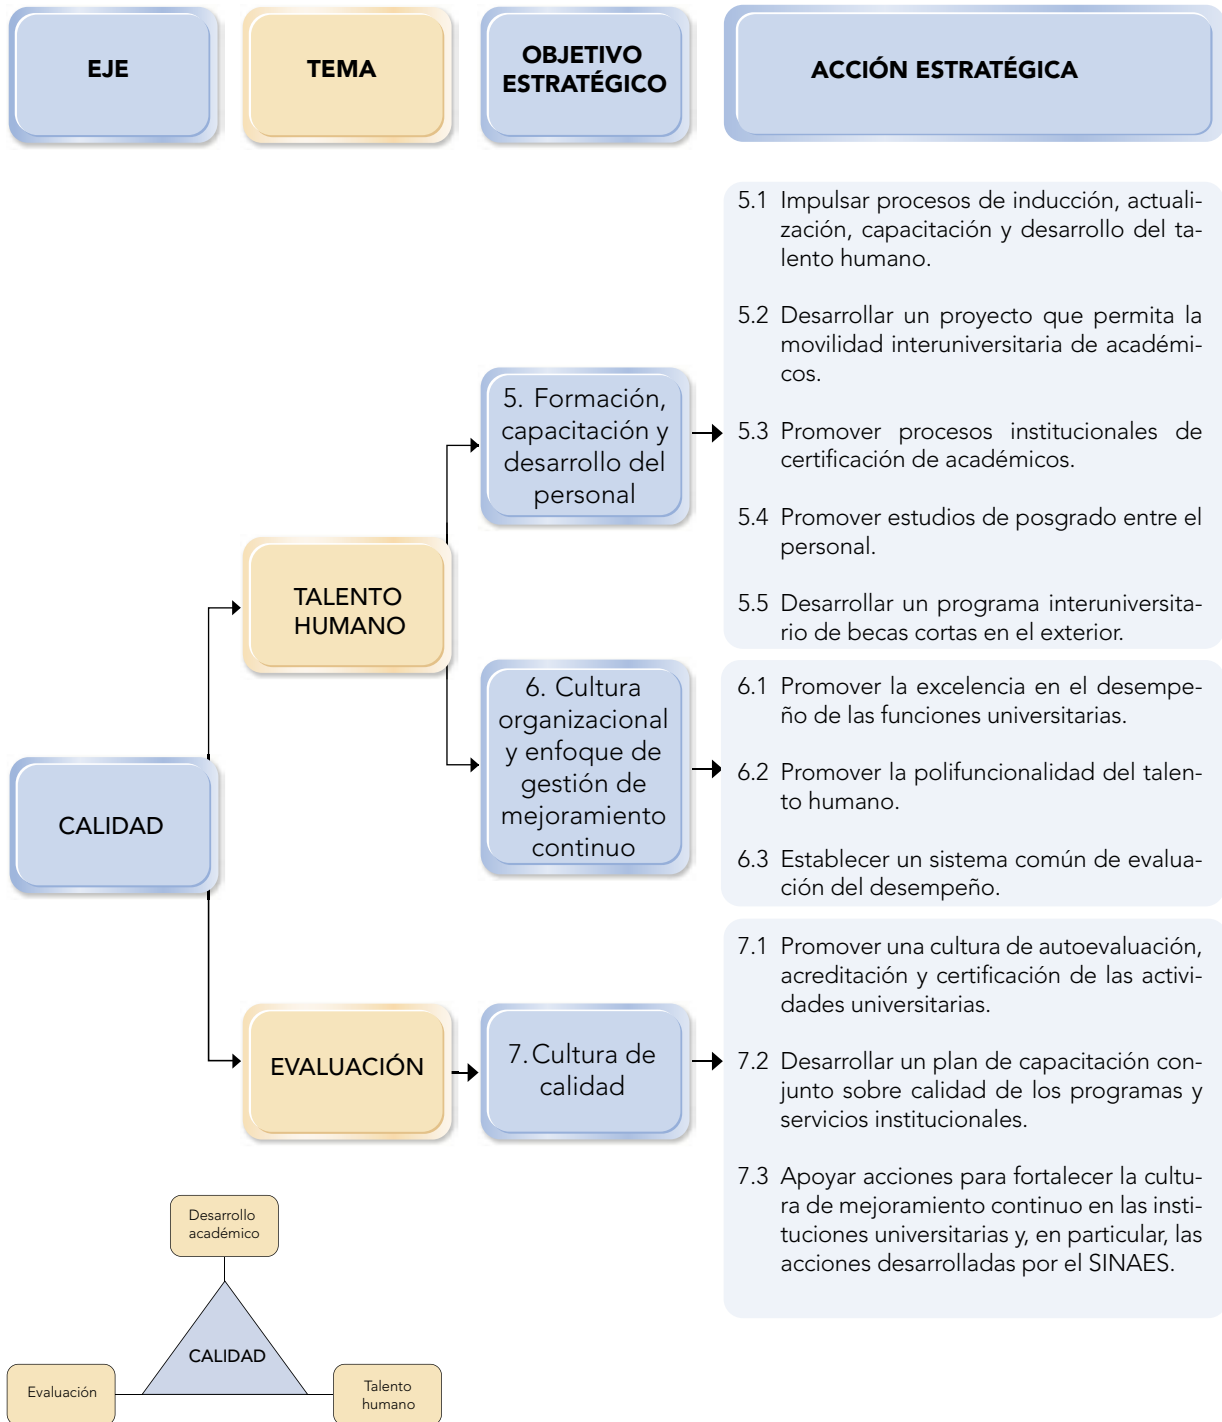 EJE
TEMA
OBJETIVO
ESTRATÉGICO
ACCIÓN ESTRATÉGICA
CALIDAD
TALENTO
HUMANO
5. Formación,
capacitación y
desarrollo del
personal
5.1 Impulsar procesos de inducción, actuali-
zación, capacitación y desarrollo del ta-
lento humano.
5.2 Desarrollar un proyecto que permita la
movilidad interuniversitaria de académi-
cos.
5.3 Promover procesos institucionales de
certificación de académicos.
5.4 Promover estudios de posgrado entre el
personal.
5.5 Desarrollar un programa interuniversita-
rio de becas cortas en el exterior.
6. Cultura
organizacional
y enfoque de
gestión de
mejoramiento
continuo
6.1 Promover la excelencia en el desempe-
ño de las funciones universitarias.
6.2 Promover la polifuncionalidad del talen-
to humano.
6.3 Establecer un sistema común de evalua-
ción del desempeño.
EVALUACIÓN
7. Cultura de
calidad
7.1 Promover una cultura de autoevaluación,
acreditación y certificación de las activi-
dades universitarias.
7.2 Desarrollar un plan de capacitación con-
junto sobre calidad de los programas y
servicios institucionales.
7.3 Apoyar acciones para fortalecer la cultu-
ra de mejoramiento continuo en las insti-
tuciones universitarias y, en particular, las
acciones desarrolladas por el SINAES.
Desarrollo
académico
CALIDAD
Evaluación
Talento
humano